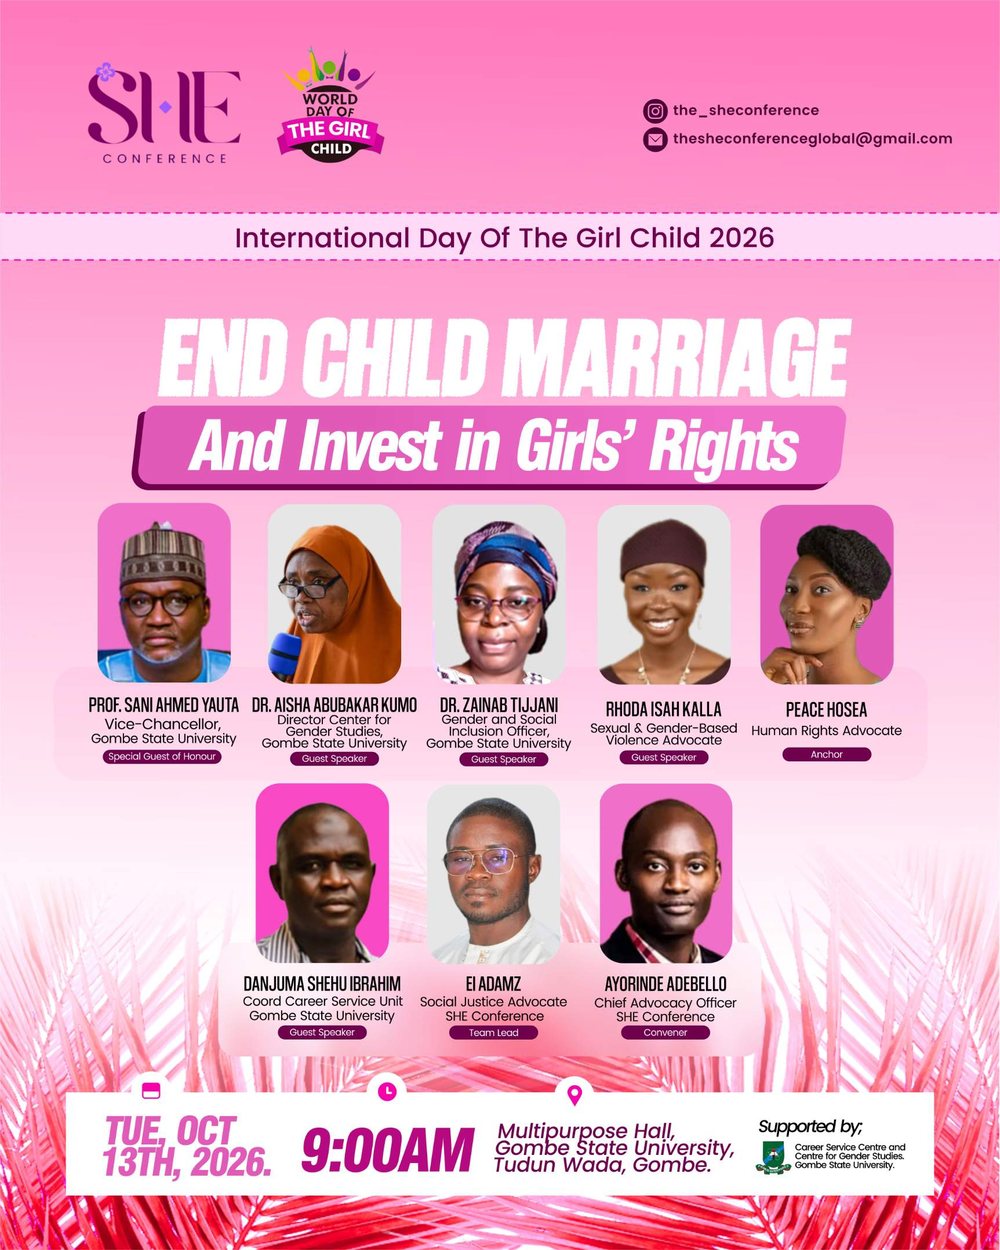 SHE
CONFERENCE
WORLD
DAY OF
THE GIRL
CHILD
the_sheconference
thesheconferenceglobal@gmail.com
International Day Of The Girl Child 2026
END CHILD MARRIAGE
And Invest in Girls' Rights
PROF. SANI AHMED YAUTA
Vice-Chancellor,
Gombe State University
Special Guest of Honour
DR. AISHA ABUBAKAR KUMO
Director Center for
Gender Studies,
Gombe State University
Guest Speaker
DR. ZAINAB TIJJANI
Gender and Social
Inclusion Officer,
Gombe State University
Guest Speaker
RHODA ISAH KALLA
Sexual & Gender-Based
Violence Advocate
Guest Speaker
PEACE HOSEA
Human Rights Advocate
Anchor
DANJUMA SHEHU IBRAHIM
Coord Career Service Unit
Gombe State University
Guest Speaker
EI ADAMZ
Social Justice Advocate
SHE Conference
Team Lead
AYORINDE ADEBELLO
Chief Advocacy Officer
SHE Conference
Convener
TUE, OCT
13TH, 2026.
9:00AM
Multipurpose Hall,
Gombe State University,
Tudun Wada, Gombe.
Supported by;
Career Service Centre and
Centre for Gender Studies.
Gombe State University.